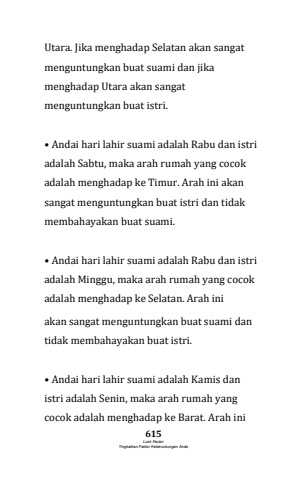 Utara. Jika menghadap Selatan akan sangat
menguntungkan buat suami dan jika
menghadap Utara akan sangat
menguntungkan buat istri.
• Andai hari lahir suami adalah Rabu dan istri
adalah Sabtu, maka arah rumah yang cocok
adalah menghadap ke Timur. Arah ini akan
sangat menguntungkan buat istri dan tidak
membahayakan buat suami.
• Andai hari lahir suami adalah Rabu dan istri
adalah Minggu, maka arah rumah yang cocok
adalah menghadap ke Selatan. Arah ini
akan sangat menguntungkan buat suami dan
tidak membahayakan buat istri.
• Andai hari lahir suami adalah Kamis dan
istri adalah Senin, maka arah rumah yang
cocok adalah menghadap ke Barat. Arah ini
615
Luck Factor
Tingkatkan Faktor Keberuntungan Anda